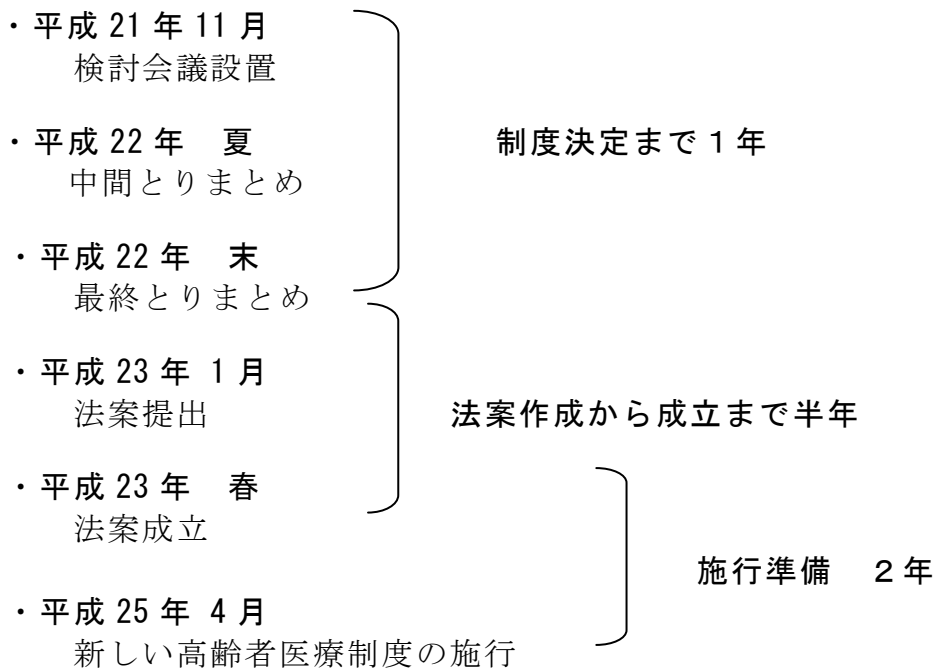 ・平成 21 年 11 月
検討会議設置
・平成 22 年　夏
制度決定まで１年
中間とりまとめ
・平成 22 年　末
最終とりまとめ
・平成 23 年 1 月
法案提出
法案作成から成立まで半年
・平成 23 年　春
法案成立
施行準備　２年
・平成 25 年 4 月
新しい高齢者医療制度の施行